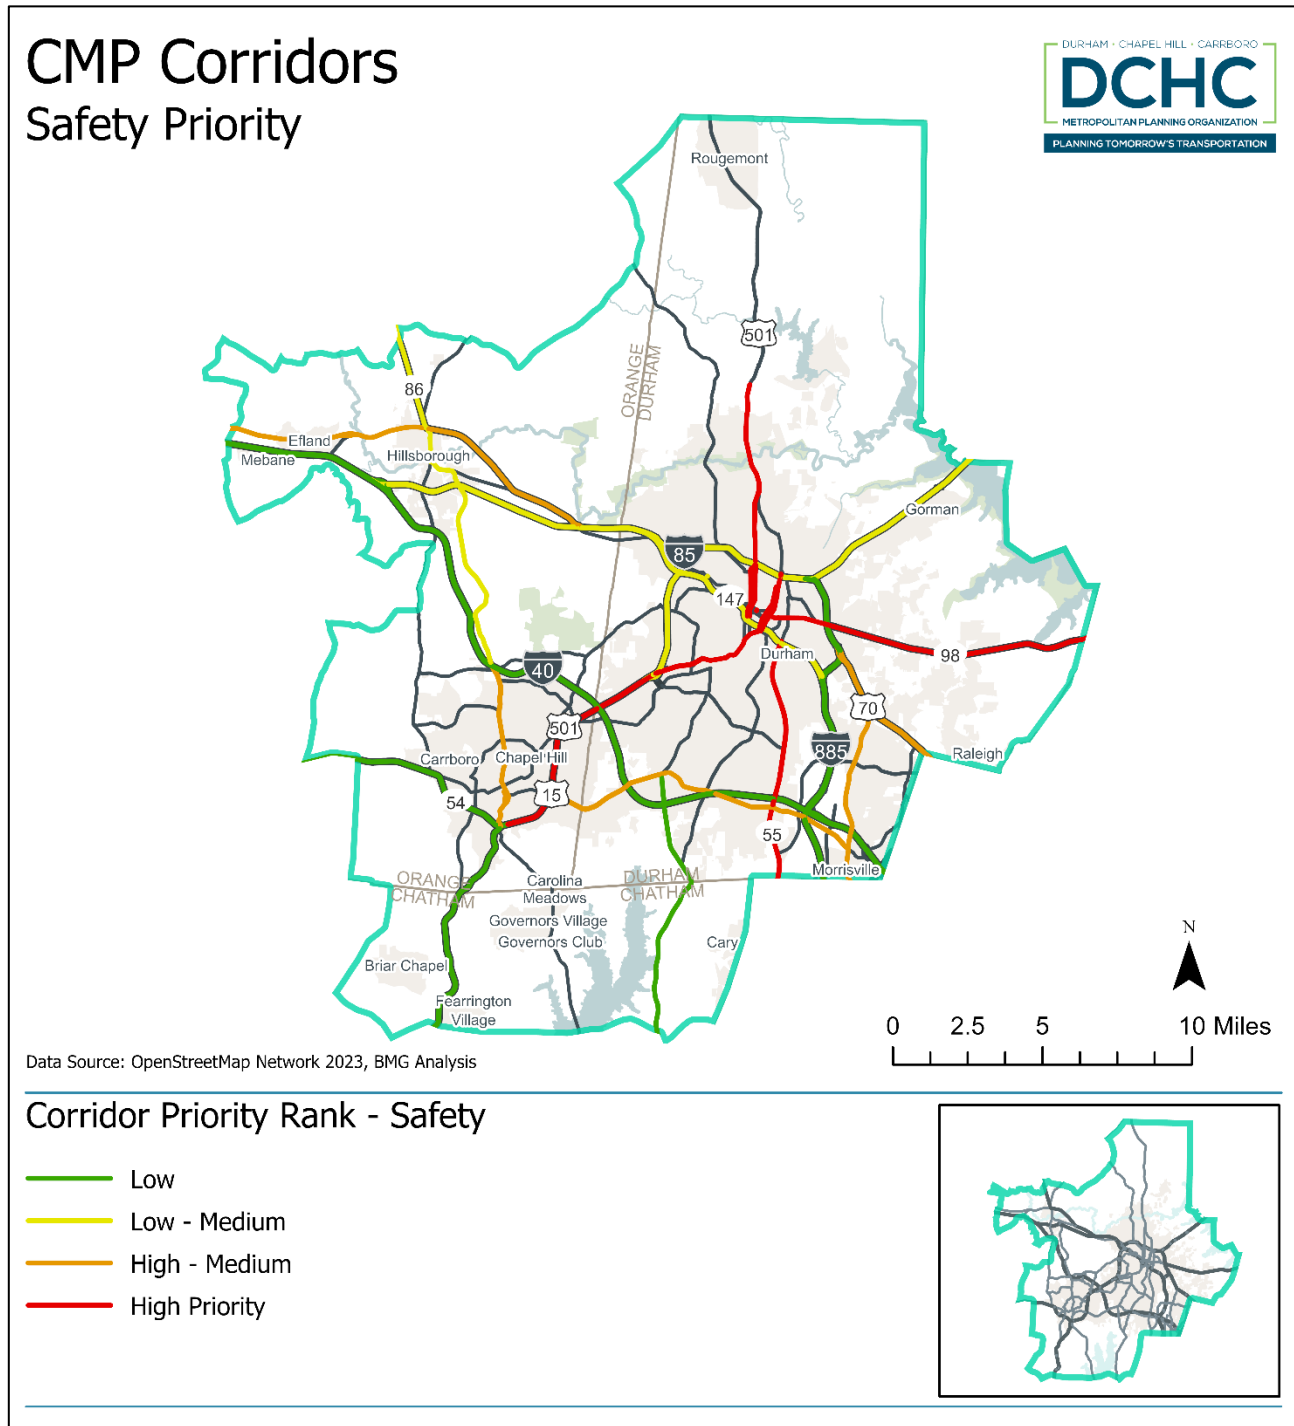 CMP Corridors
Safety Priority
DURHAM · CHAPEL HILL · CARRBORO
DCHC
METROPOLITAN PLANNING ORGANIZATION
PLANNING TOMORROW'S TRANSPORTATION
Rougemont
501
ORANGE
DURHAM
86
Efland
Mebane
Hillsborough
Gorman
85
147
Durham
98
40
70
501
885
Raleigh
Carrboro
Chapel Hill
15
54
55
Morrisville
ORANGE
CHATHAM
DURHAM
CHATHAM
Carolina
Meadows
Governors Village
Governors Club
Cary
Briar Chapel
Fearrington
Village
N
0 2.5 5 10 Miles
Data Source: OpenStreetMap Network 2023, BMG Analysis
Corridor Priority Rank - Safety
Low
Low - Medium
High - Medium
High Priority